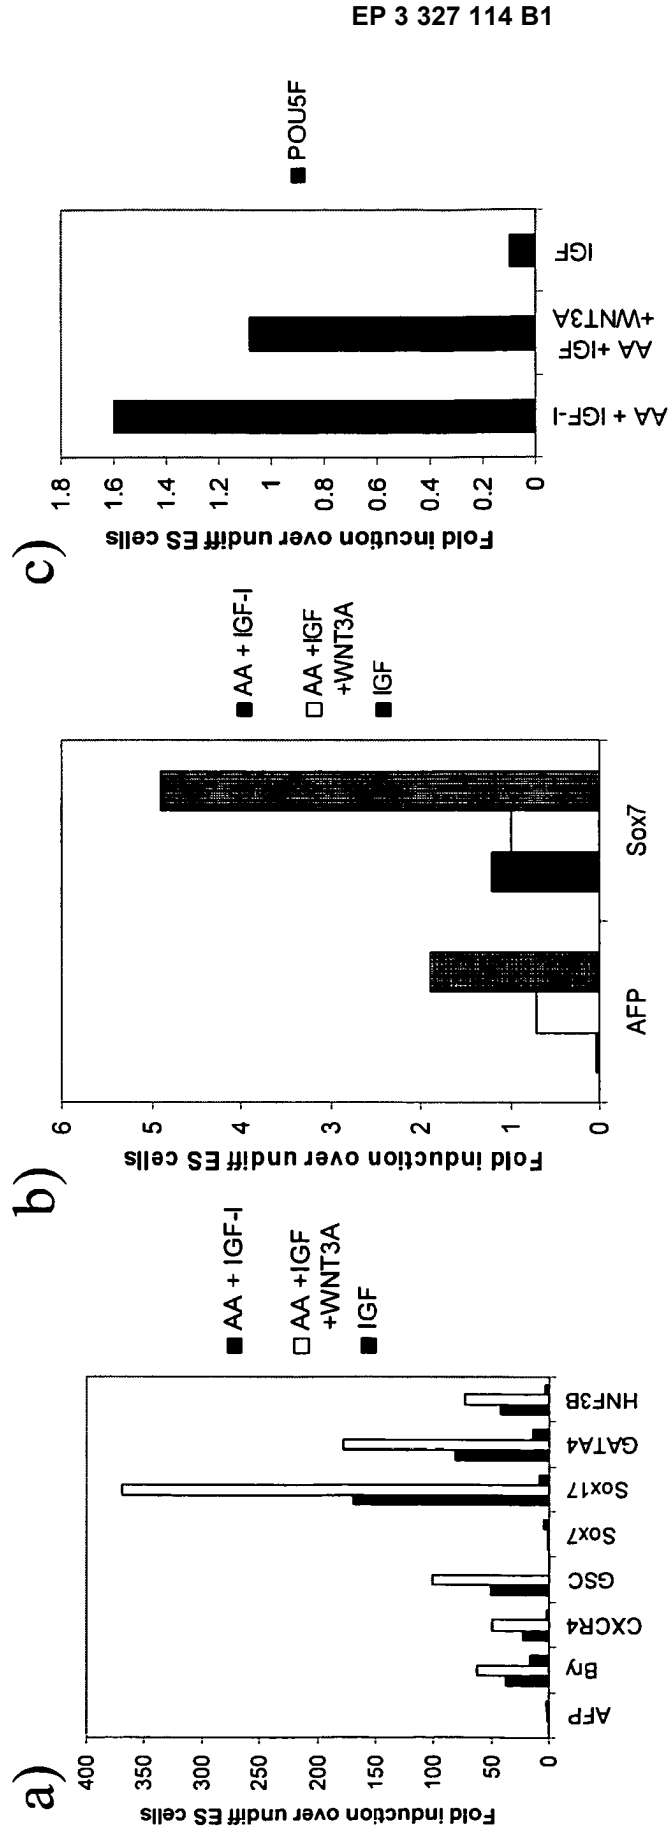 EP 3 327 114 B1
a)
Fold induction over undiff ES cells
400
350
300
250
200
150
100
50
0
AFP
Bry
CXCR4
GSC
Sox7
Sox17
GATA4
HNF3B
AA + IGF-I
AA +IGF
+WNT3A
IGF
b)
Fold induction over undiff ES cells
6
5
4
3
2
1
0
AFP
Sox7
AA + IGF-I
AA +IGF
+WNT3A
IGF
c)
Fold incution over undiff ES cells
1.8
1.6
1.4
1.2
1
0.8
0.6
0.4
0.2
0
AA + IGF-I
AA +IGF
+WNT3A
IGF
POU5F